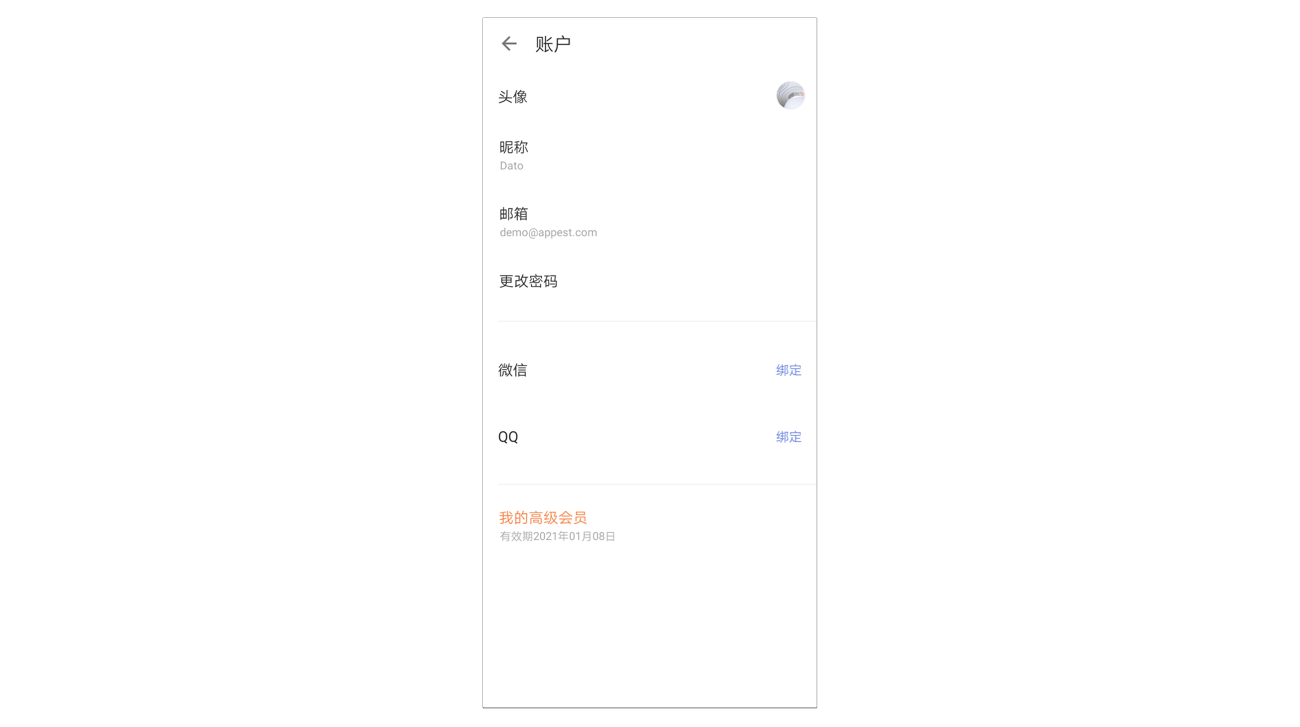 账户
头像
昵称
Dato
邮箱
demo@appest.com
更改密码
微信 绑定
QQ 绑定
我的高级会员
有效期2021年01月08日